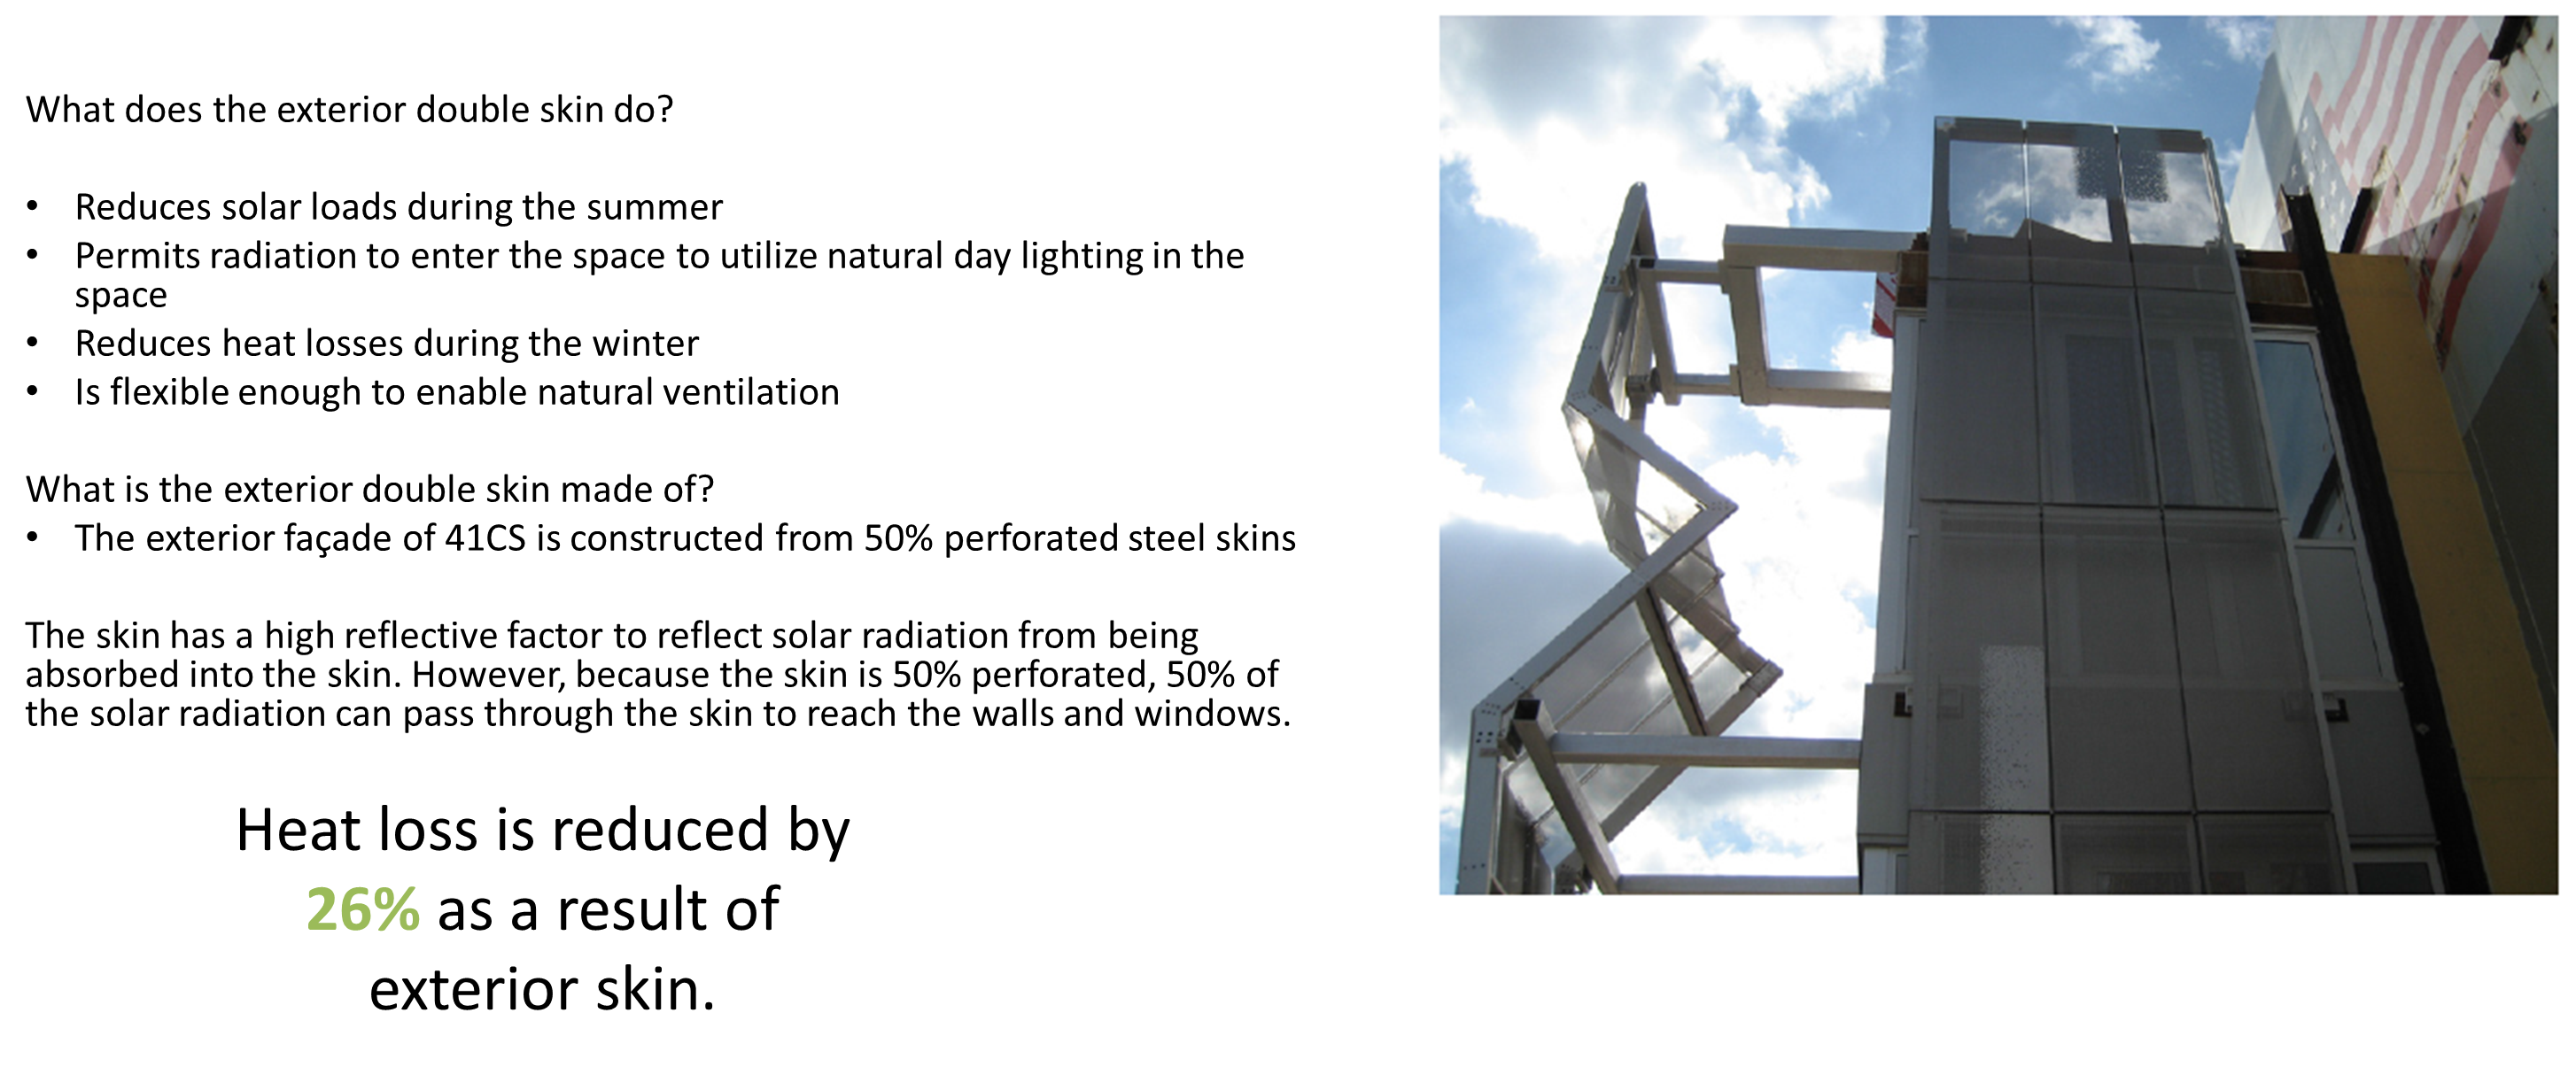 What does the exterior double skin do?
• Reduces solar loads during the summer
• Permits radiation to enter the space to utilize natural day lighting in the
space
• Reduces heat losses during the winter
• Is flexible enough to enable natural ventilation
What is the exterior double skin made of?
• The exterior façade of 41CS is constructed from 50% perforated steel skins
The skin has a high reflective factor to reflect solar radiation from being
absorbed into the skin. However, because the skin is 50% perforated, 50% of
the solar radiation can pass through the skin to reach the walls and windows.
Heat loss is reduced by
26% as a result of
exterior skin.